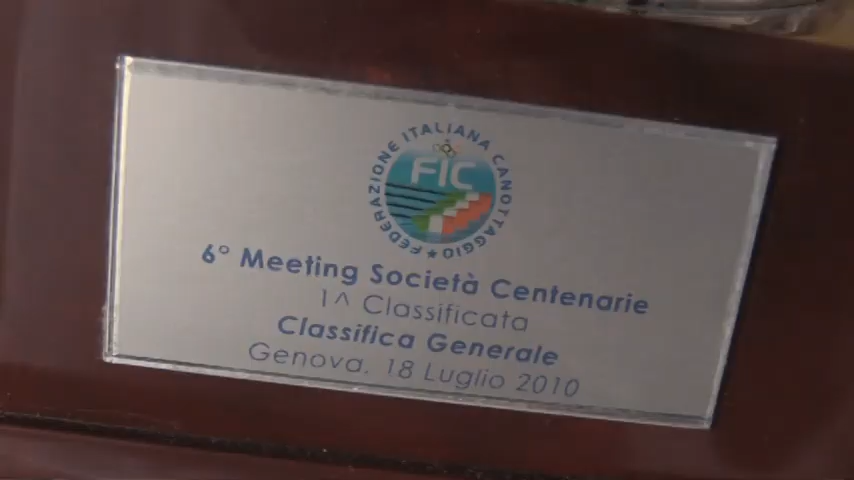 FEDERAZIONE ITALIANA CANOTTAGGIO
FIC
6° Meeting Società Centenarie
1^ Classificata
Classifica Generale
Genova, 18 Luglio 2010